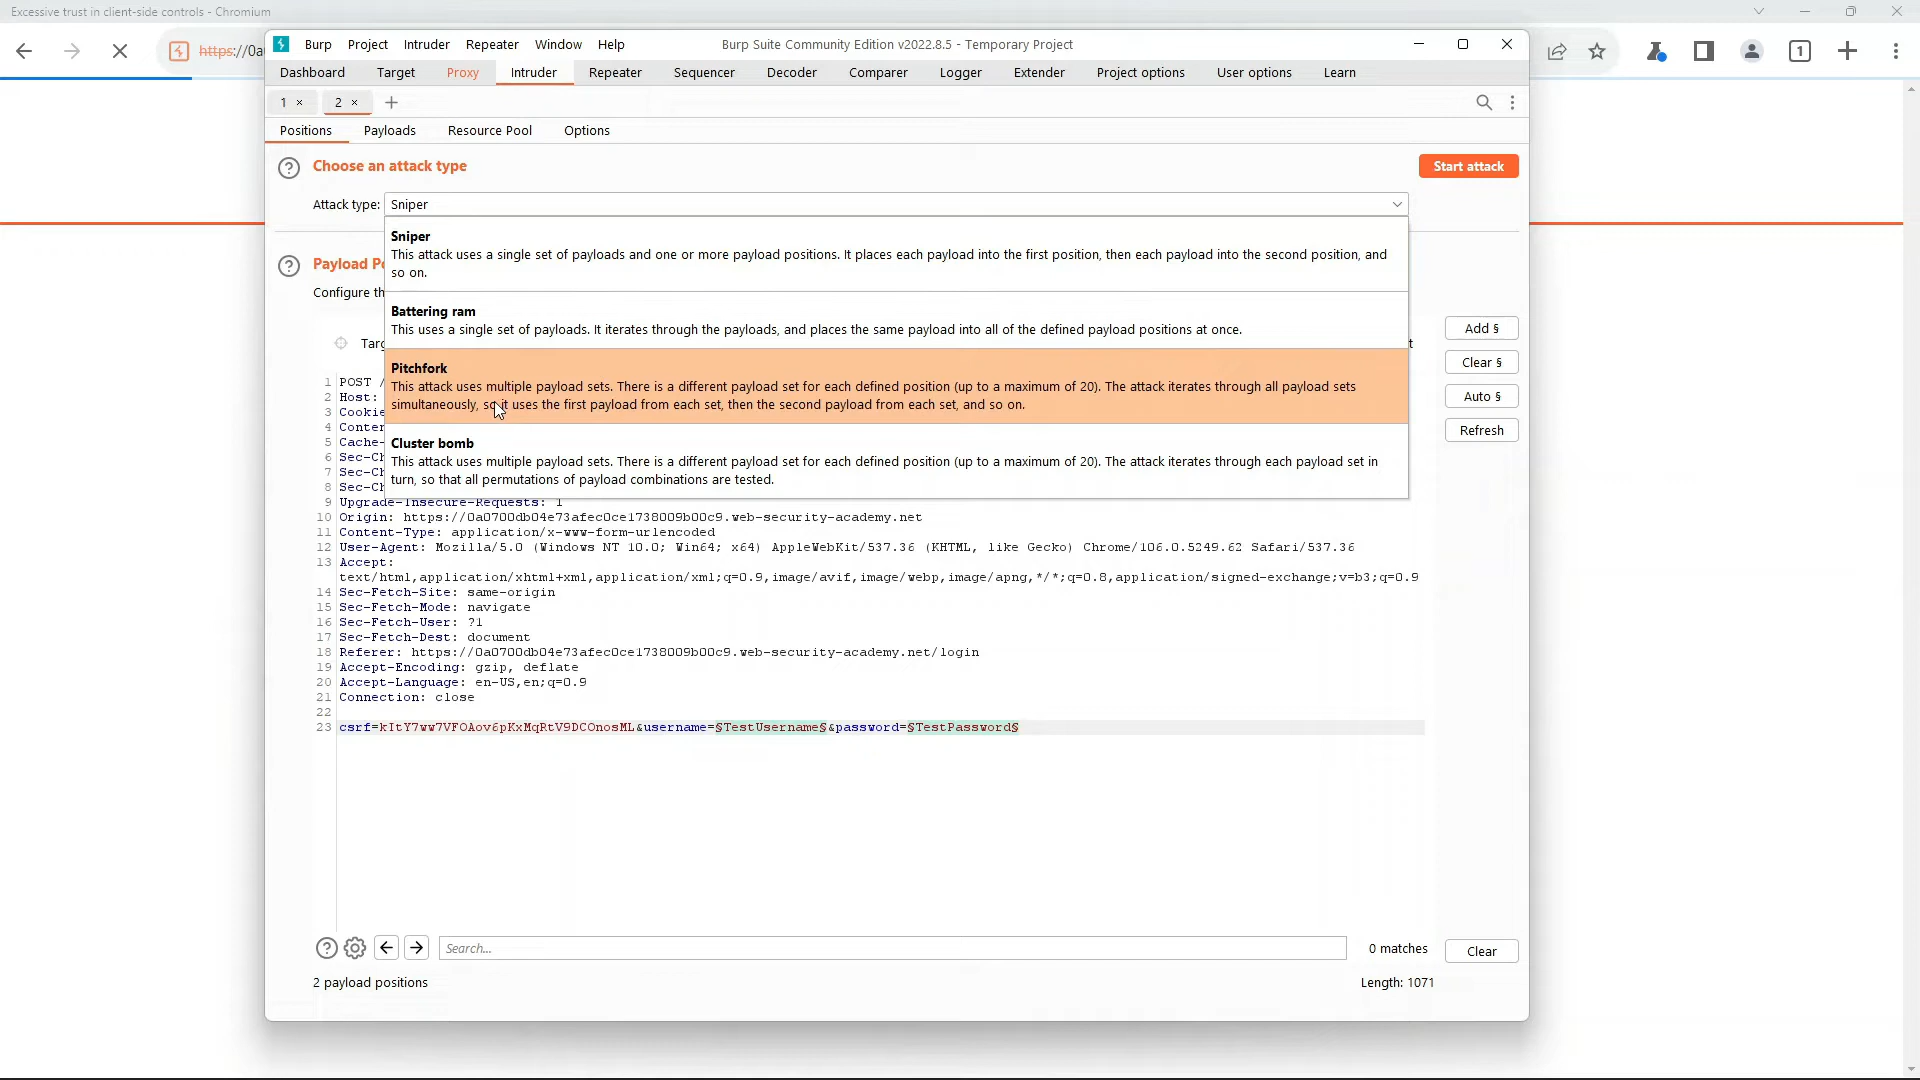 Excessive trust in client-side controls - Chromium
https://0a
Burp Project Intruder Repeater Window Help
Burp Suite Community Edition v2022.8.5 - Temporary Project
Dashboard Target Proxy Intruder Repeater Sequencer Decoder Comparer Logger Extender Project options User options Learn
1 × 2 ×
Positions Payloads Resource Pool Options
Choose an attack type
Start attack
Attack type: Sniper
Sniper
This attack uses a single set of payloads and one or more payload positions. It places each payload into the first position, then each payload into the second position, and
so on.
Payload Po
Configure th
Battering ram
This uses a single set of payloads. It iterates through the payloads, and places the same payload into all of the defined payload positions at once.
Targ
t
Pitchfork
This attack uses multiple payload sets. There is a different payload set for each defined position (up to a maximum of 20). The attack iterates through all payload sets
simultaneously, so it uses the first payload from each set, then the second payload from each set, and so on.
Cluster bomb
This attack uses multiple payload sets. There is a different payload set for each defined position (up to a maximum of 20). The attack iterates through each payload set in
turn, so that all permutations of payload combinations are tested.
Add §
Clear §
Auto §
Refresh
1 POST /
2 Host:
3 Cookie
4 Conten
5 Cache-
6 Sec-Ch
7 Sec-Ch
8 Sec-Ch
9 Upgrade-Insecure-Requests: 1
10 Origin: https://0a0700db04e73afec0ce1738009b00c9.web-security-academy.net
11 Content-Type: application/x-www-form-urlencoded
12 User-Agent: Mozilla/5.0 (Windows NT 10.0; Win64; x64) AppleWebKit/537.36 (KHTML, like Gecko) Chrome/106.0.5249.62 Safari/537.36
13 Accept:
text/html,application/xhtml+xml,application/xml;q=0.9,image/avif,image/webp,image/apng,*/*;q=0.8,application/signed-exchange;v=b3;q=0.9
14 Sec-Fetch-Site: same-origin
15 Sec-Fetch-Mode: navigate
16 Sec-Fetch-User: ?1
17 Sec-Fetch-Dest: document
18 Referer: https://0a0700db04e73afec0ce1738009b00c9.web-security-academy.net/login
19 Accept-Encoding: gzip, deflate
20 Accept-Language: en-US,en;q=0.9
21 Connection: close
22
23 csrf=kItY7ww7VFOAov6pKxMqRtV9DCOnosML&username=§TestUsername§&password=§TestPassword§
Search...
0 matches
Clear
2 payload positions
Length: 1071
1